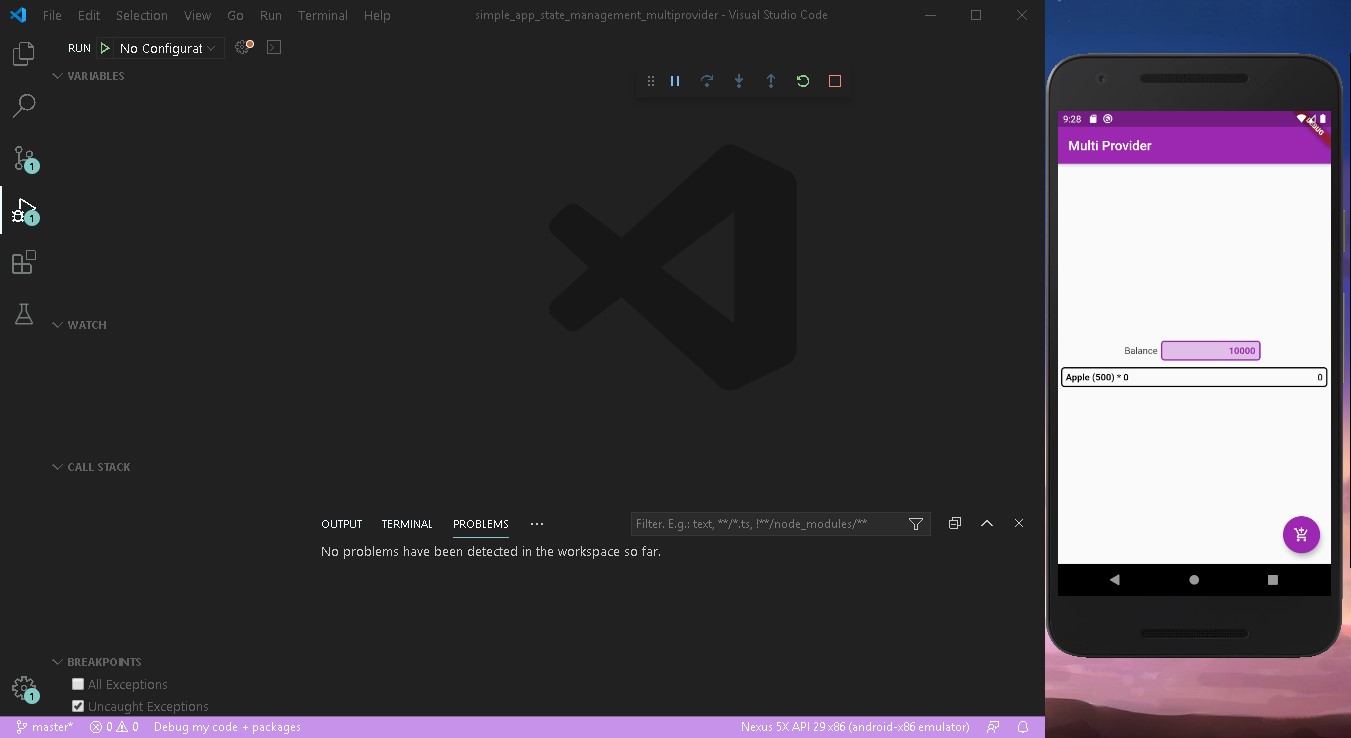 File Edit Selection View Go Run Terminal Help
simple_app_state_management_multiprovider - Visual Studio Code
RUN No Configurat
VARIABLES
WATCH
CALL STACK
BREAKPOINTS
All Exceptions
Uncaught Exceptions
1
1
1
OUTPUT TERMINAL PROBLEMS ...
Filter. E.g.: text, **/*.ts, !**/node_modules/**
No problems have been detected in the workspace so far.
master* 0 0 Debug my code + packages
Nexus 5X API 29 x86 (android-x86 emulator)
9:28
DEBUG
Multi Provider
Balance 10000
Apple (500) * 0 0